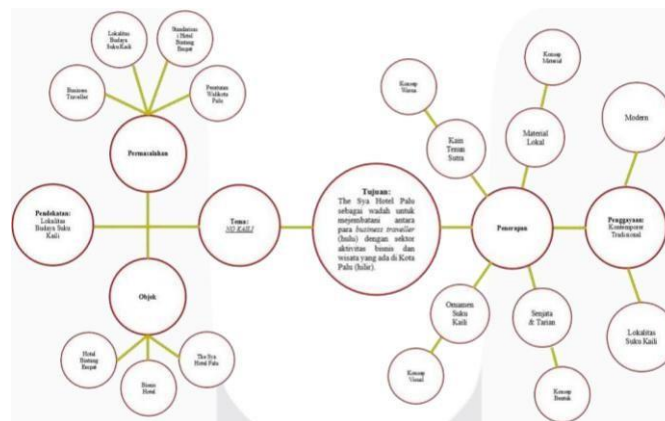 Lokalitas
Budaya
Suku Kaili
Standarisas
i Hotel
Bintang
Empat
Business
Traveller
Peraturan
Walikota
Palu
Permasalahan
Pendekatan:
Lokalitas
Budaya Suku
Kaili
Tema:
NO KAILI
Objek
Hotel
Bintang
Empat
Bisnis
Hotel
The Sya
Hotel Palu
Tujuan:
The Sya Hotel Palu
sebagai wadah untuk
mejembatani antara
para business traveller
(hulu) dengan sektor
aktivitas bisnis dan
wisata yang ada di Kota
Palu (hilir).
Konsep
Warna
Kain
Tenun
Sutra
Konsep
Material
Material
Lokal
Penerapan
Ornamen
Suku
Kaili
Konsep
Visual
Senjata
& Tarian
Konsep
Bentuk
Modern
Penggayaan:
Kontemporer
Tradisional
Lokalitas
Suku Kaili